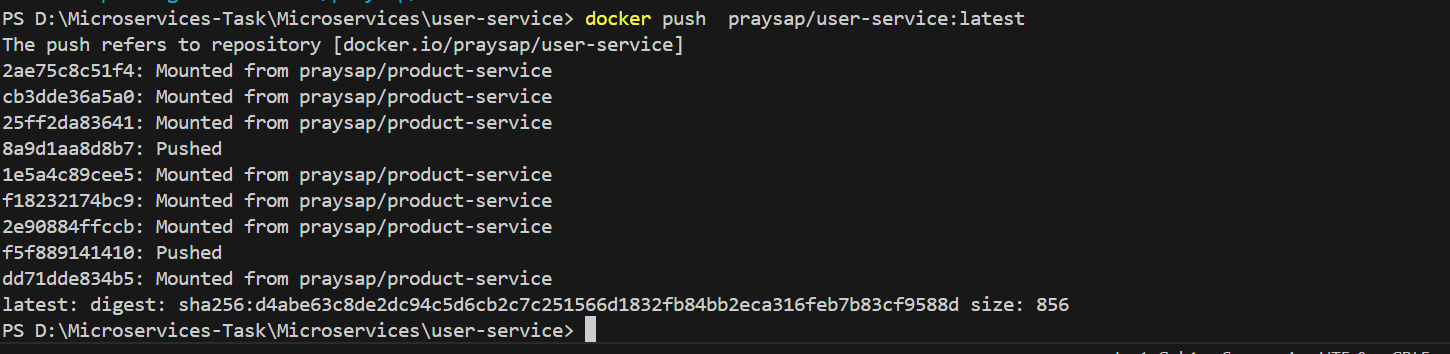 PS D:\Microservices-Task\Microservices\user-service> docker push  praysap/user-service:latest
The push refers to repository [docker.io/praysap/user-service]
2ae75c8c51f4: Mounted from praysap/product-service
cb3dde36a5a0: Mounted from praysap/product-service
25ff2da83641: Mounted from praysap/product-service
8a9d1aa8d8b7: Pushed
1e5a4c89cee5: Mounted from praysap/product-service
f18232174bc9: Mounted from praysap/product-service
2e90884ffccb: Mounted from praysap/product-service
f5f889141410: Pushed
dd71dde834b5: Mounted from praysap/product-service
latest: digest: sha256:d4abe63c8de2dc94c5d6cb2c7c251566d1832fb84bb2eca316feb7b83cf9588d size: 856
PS D:\Microservices-Task\Microservices\user-service>